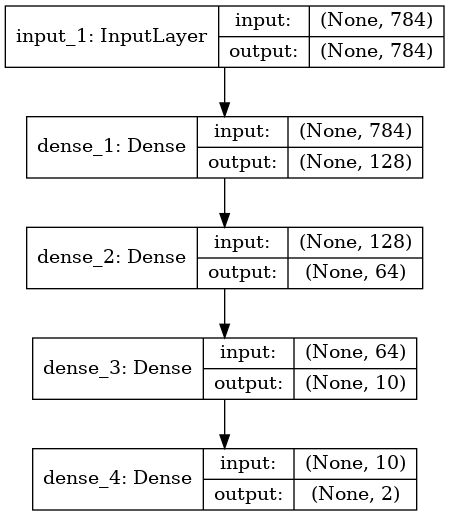 input_1: InputLayer
input: (None, 784)
output: (None, 784)
dense_1: Dense
input: (None, 784)
output: (None, 128)
dense_2: Dense
input: (None, 128)
output: (None, 64)
dense_3: Dense
input: (None, 64)
output: (None, 10)
dense_4: Dense
input: (None, 10)
output: (None, 2)